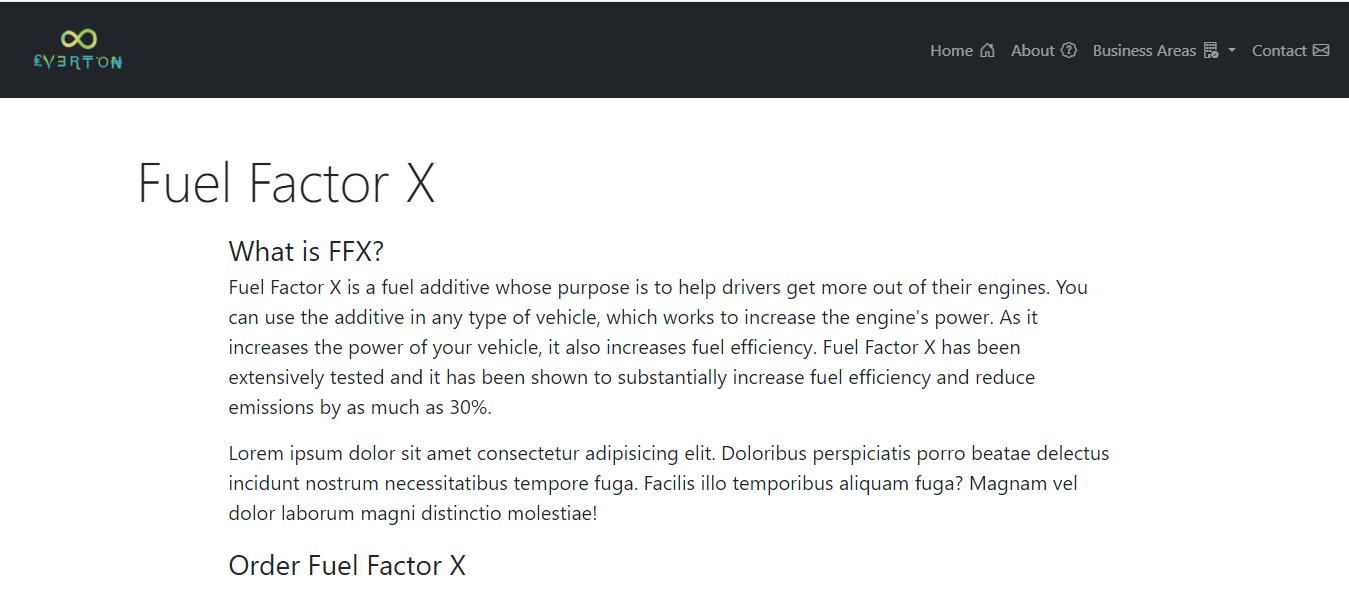 ₤VƎRTON
Home About Business Areas Contact
Fuel Factor X
What is FFX?
Fuel Factor X is a fuel additive whose purpose is to help drivers get more out of their engines. You
can use the additive in any type of vehicle, which works to increase the engine's power. As it
increases the power of your vehicle, it also increases fuel efficiency. Fuel Factor X has been
extensively tested and it has been shown to substantially increase fuel efficiency and reduce
emissions by as much as 30%.
Lorem ipsum dolor sit amet consectetur adipisicing elit. Doloribus perspiciatis porro beatae delectus
incidunt nostrum necessitatibus tempore fuga. Facilis illo temporibus aliquam fuga? Magnam vel
dolor laborum magni distinctio molestiae!
Order Fuel Factor X